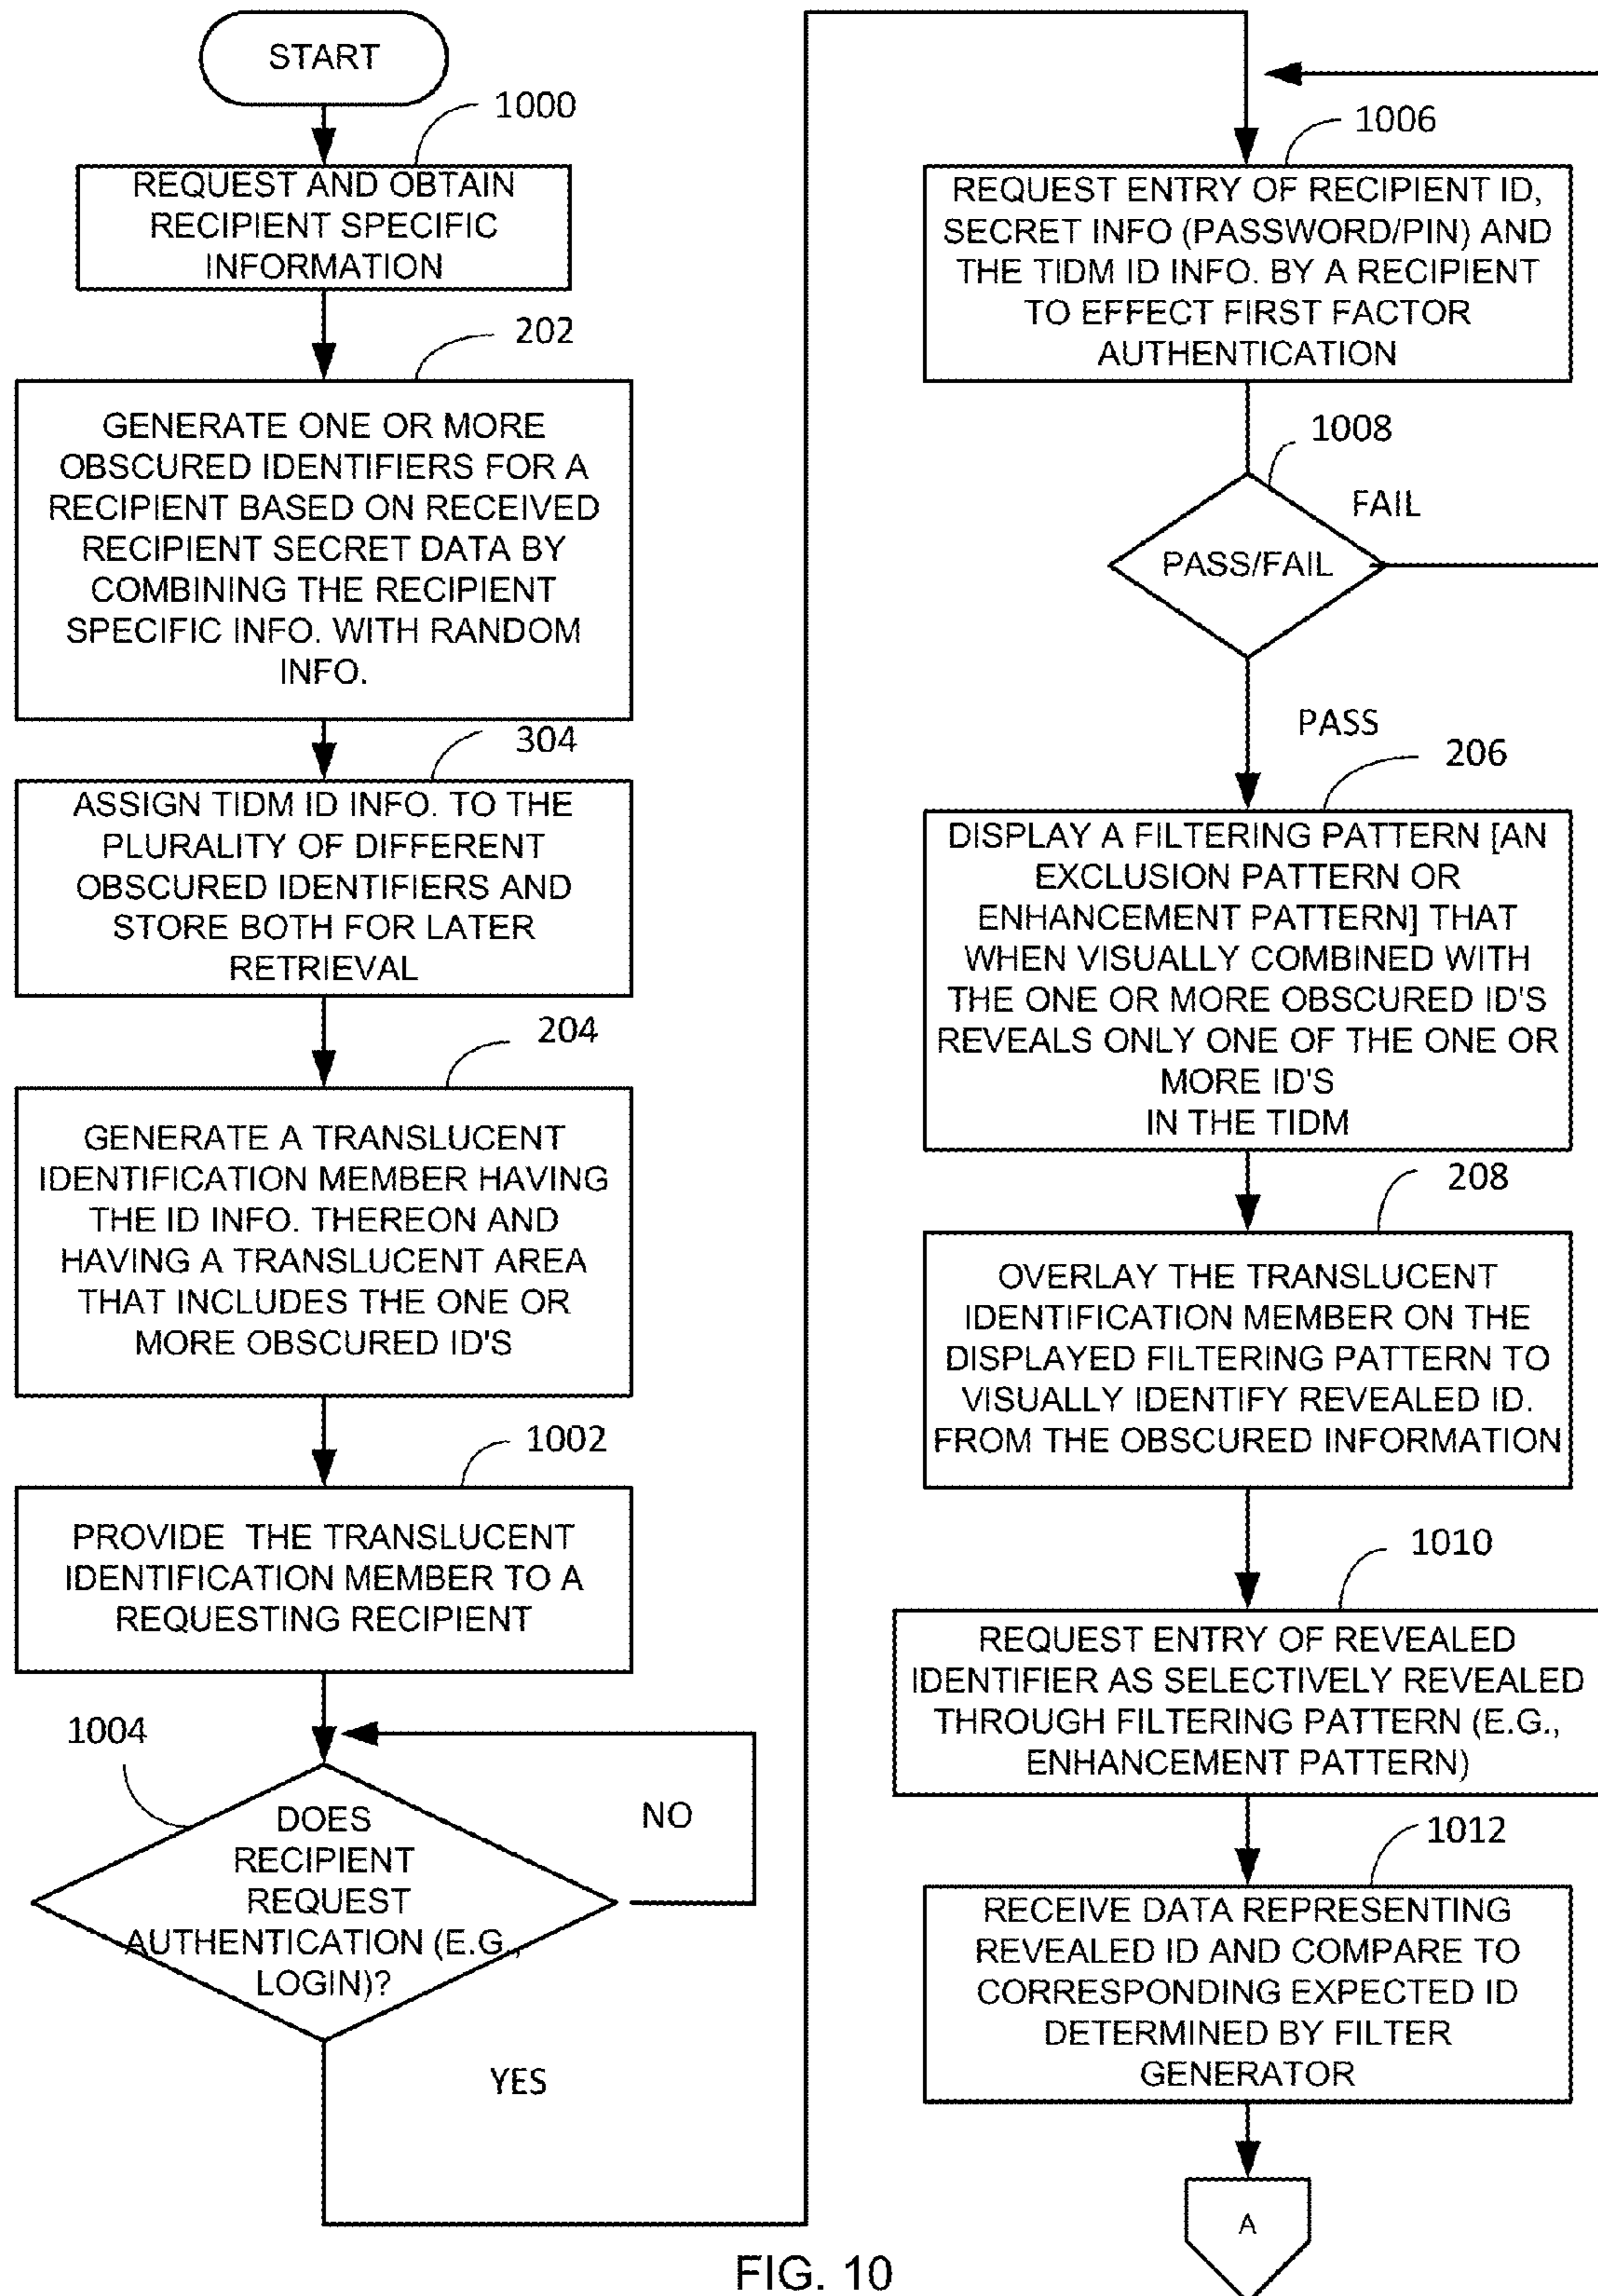 START
1000
REQUEST AND OBTAIN
RECIPIENT SPECIFIC
INFORMATION
202
GENERATE ONE OR MORE
OBSCURED IDENTIFIERS FOR A
RECIPIENT BASED ON RECEIVED
RECIPIENT SECRET DATA BY
COMBINING THE RECIPIENT
SPECIFIC INFO. WITH RANDOM
INFO.
304
ASSIGN TIDM ID INFO. TO THE
PLURALITY OF DIFFERENT
OBSCURED IDENTIFIERS AND
STORE BOTH FOR LATER
RETRIEVAL
204
GENERATE A TRANSLUCENT
IDENTIFICATION MEMBER HAVING
THE ID INFO. THEREON AND
HAVING A TRANSLUCENT AREA
THAT INCLUDES THE ONE OR
MORE OBSCURED ID'S
1002
PROVIDE THE TRANSLUCENT
IDENTIFICATION MEMBER TO A
REQUESTING RECIPIENT
1004
DOES
RECIPIENT
REQUEST
AUTHENTICATION (E.G.,
LOGIN)?
NO
YES
1006
REQUEST ENTRY OF RECIPIENT ID,
SECRET INFO (PASSWORD/PIN) AND
THE TIDM ID INFO. BY A RECIPIENT
TO EFFECT FIRST FACTOR
AUTHENTICATION
1008
FAIL
PASS/FAIL
PASS
206
DISPLAY A FILTERING PATTERN [AN
EXCLUSION PATTERN OR
ENHANCEMENT PATTERN] THAT
WHEN VISUALLY COMBINED WITH
THE ONE OR MORE OBSCURED ID'S
REVEALS ONLY ONE OF THE ONE OR
MORE ID'S
IN THE TIDM
208
OVERLAY THE TRANSLUCENT
IDENTIFICATION MEMBER ON THE
DISPLAYED FILTERING PATTERN TO
VISUALLY IDENTIFY REVEALED ID.
FROM THE OBSCURED INFORMATION
1010
REQUEST ENTRY OF REVEALED
IDENTIFIER AS SELECTIVELY REVEALED
THROUGH FILTERING PATTERN (E.G.,
ENHANCEMENT PATTERN)
1012
RECEIVE DATA REPRESENTING
REVEALED ID AND COMPARE TO
CORRESPONDING EXPECTED ID
DETERMINED BY FILTER
GENERATOR
A
FIG. 10